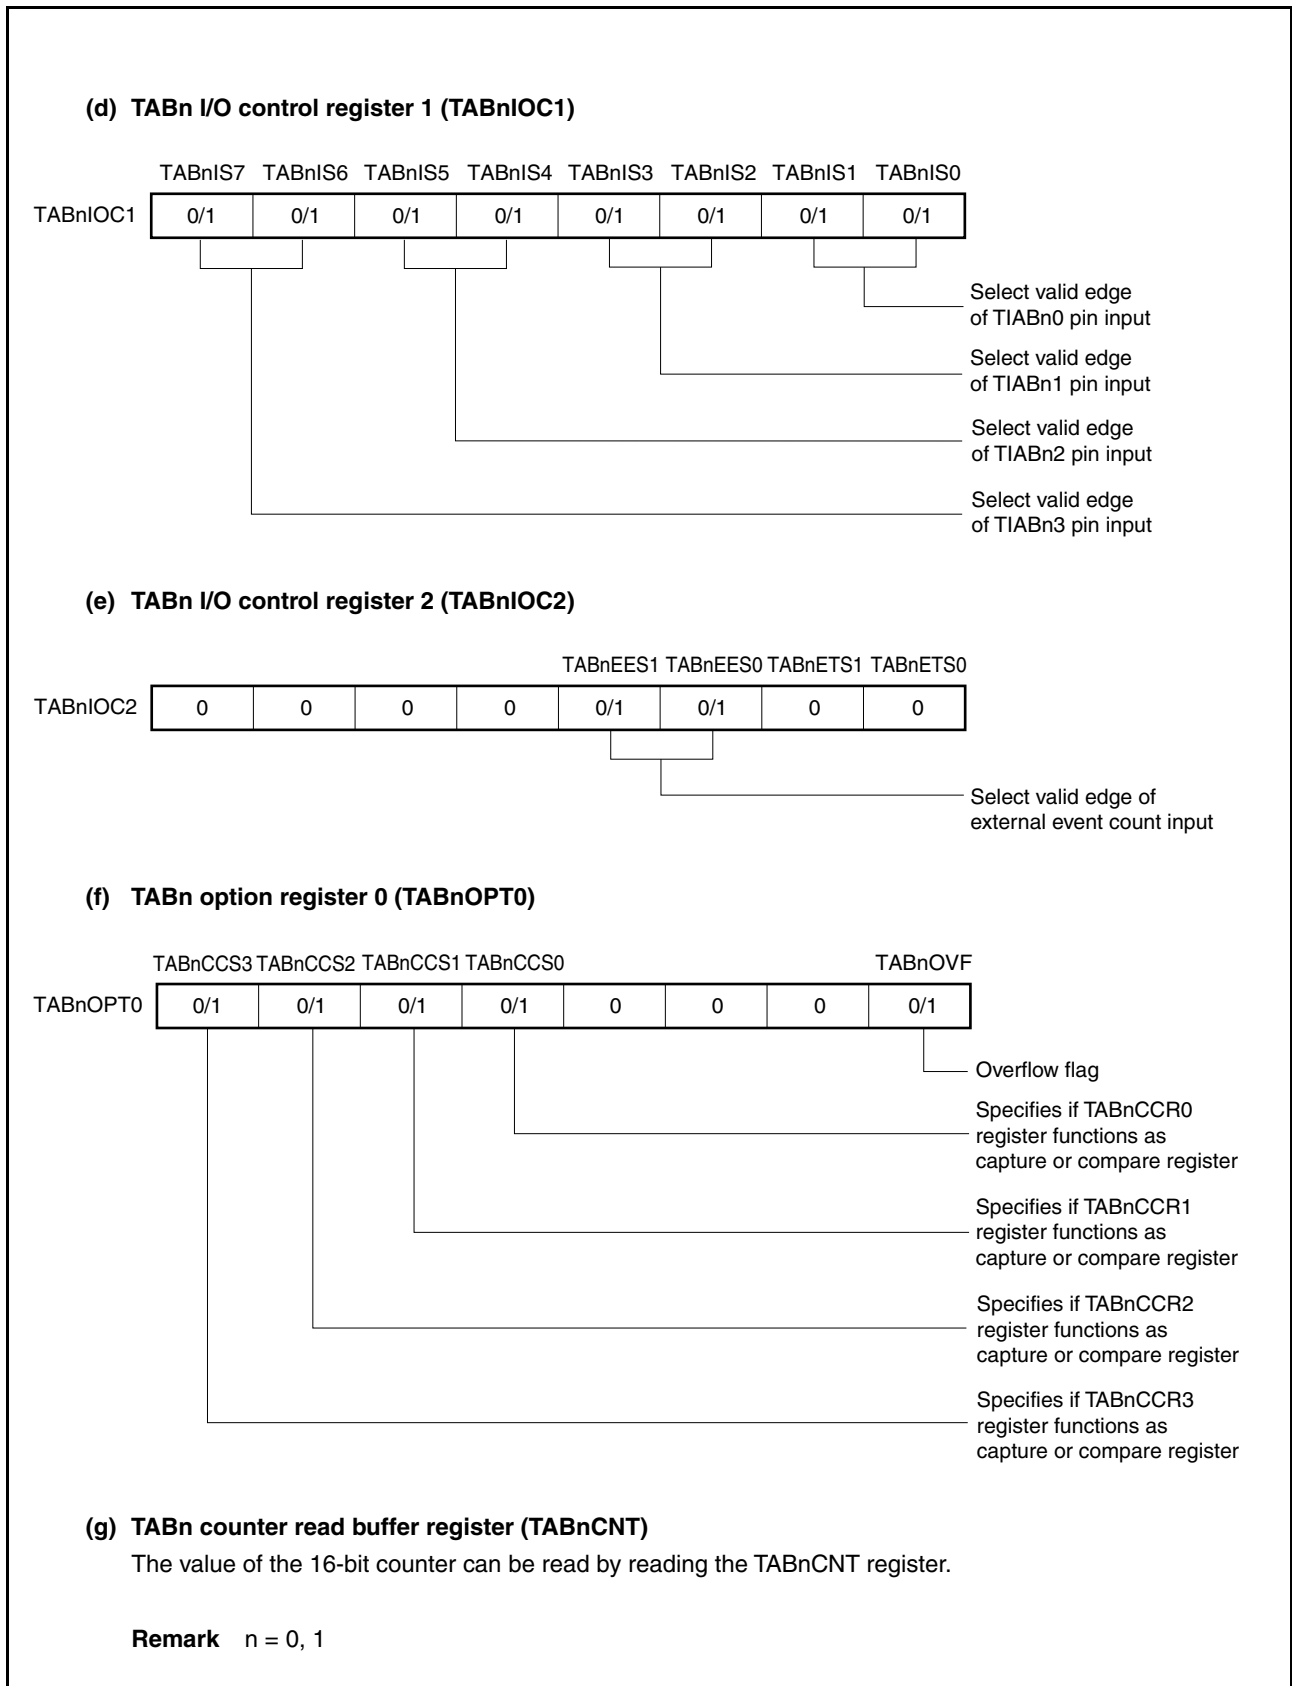 (d) TABn I/O control register 1 (TABnIOC1)
TABnIS7 TABnIS6 TABnIS5 TABnIS4 TABnIS3 TABnIS2 TABnIS1 TABnIS0
TABnIOC1 0/1 0/1 0/1 0/1 0/1 0/1 0/1 0/1
Select valid edge
of TIABn0 pin input
Select valid edge
of TIABn1 pin input
Select valid edge
of TIABn2 pin input
Select valid edge
of TIABn3 pin input
(e) TABn I/O control register 2 (TABnIOC2)
TABnEES1 TABnEES0 TABnETS1 TABnETS0
TABnIOC2 0 0 0 0 0/1 0/1 0 0
Select valid edge of
external event count input
(f) TABn option register 0 (TABnOPT0)
TABnCCS3 TABnCCS2 TABnCCS1 TABnCCS0 TABnOVF
TABnOPT0 0/1 0/1 0/1 0/1 0 0 0 0/1
Overflow flag
Specifies if TABnCCR0
register functions as
capture or compare register
Specifies if TABnCCR1
register functions as
capture or compare register
Specifies if TABnCCR2
register functions as
capture or compare register
Specifies if TABnCCR3
register functions as
capture or compare register
(g) TABn counter read buffer register (TABnCNT)
The value of the 16-bit counter can be read by reading the TABnCNT register.
Remark n = 0, 1